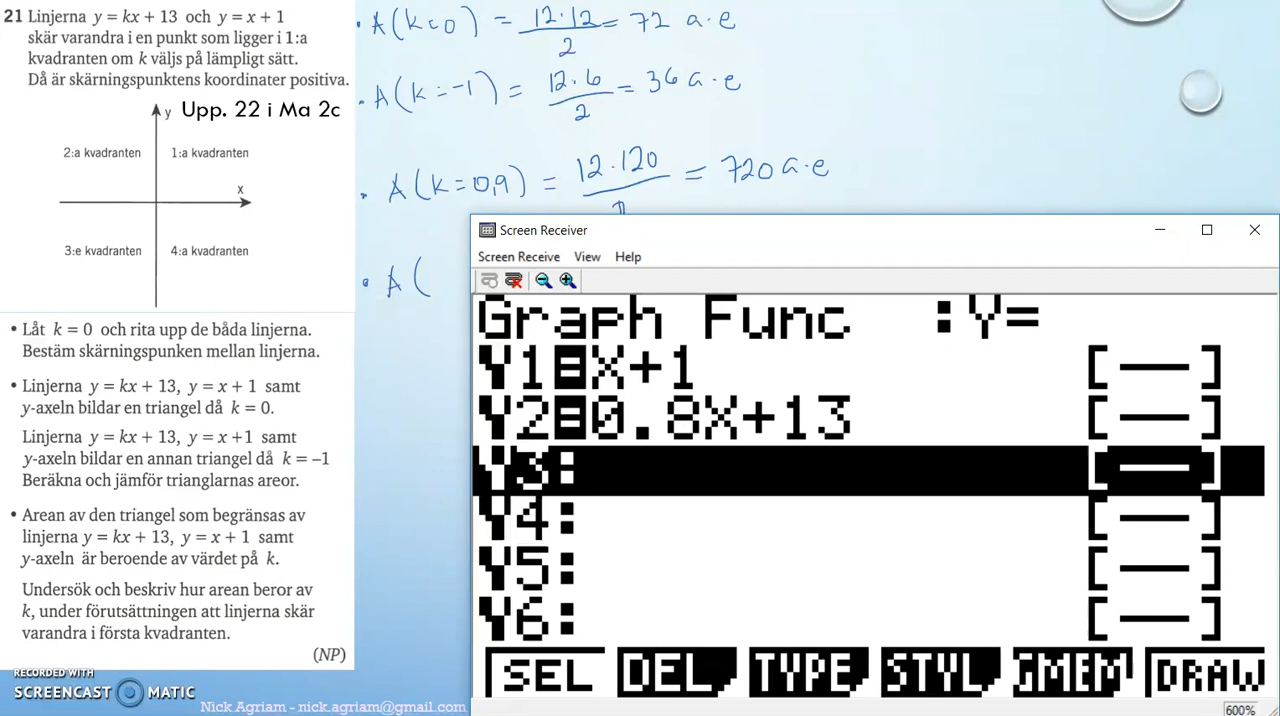 21 Linjerna y = kx + 13 och y = x + 1
skär varandra i en punkt som ligger i 1:a
kvadranten om k väljs på lämpligt sätt.
Då är skärningspunktens koordinater positiva.
y Upp. 22 i Ma 2c
2:a kvadranten 1:a kvadranten
x
3:e kvadranten 4:a kvadranten
• Låt k = 0 och rita upp de båda linjerna.
Bestäm skärningspunken mellan linjerna.
• Linjerna y = kx + 13, y = x + 1 samt
y-axeln bildar en triangel då k = 0.
Linjerna y = kx + 13, y = x +1 samt
y-axeln bildar en annan triangel då k = –1
Beräkna och jämför trianglarnas areor.
• Arean av den triangel som begränsas av
linjerna y = kx + 13, y = x + 1 samt
y-axeln är beroende av värdet på k.
Undersök och beskriv hur arean beror av
k, under förutsättningen att linjerna skär
varandra i första kvadranten.
(NP)
RECORDED WITH
SCREENCAST MATIC
Nick Agriam - nick.agriam@gmail.com
• A(k=0) = 12·12/2 = 72 a·e
• A(k=-1) = 12·6/2 = 36 a·e
• A(k=0,9) = 12·120/ = 720 a·e
• A(
Screen Receiver
Screen Receive View Help
Graph Func :Y=
Y1=X+1 [—]
Y2=0.8X+13 [—]
Y3: [—]
Y4: [—]
Y5: [—]
Y6: [—]
SEL DEL TYPE STYL GMEM DRAW
600%